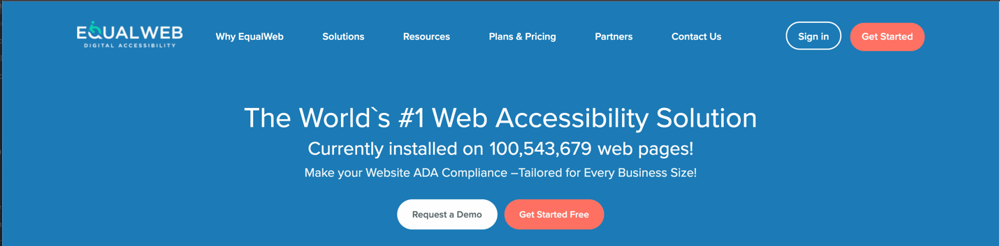 EQUALWEB
DIGITAL ACCESSIBILITY
Why EqualWeb
Solutions
Resources
Plans & Pricing
Partners
Contact Us
Sign in
Get Started
The World`s #1 Web Accessibility Solution
Currently installed on 100,543,679 web pages!
Make your Website ADA Compliance –Tailored for Every Business Size!
Request a Demo
Get Started Free